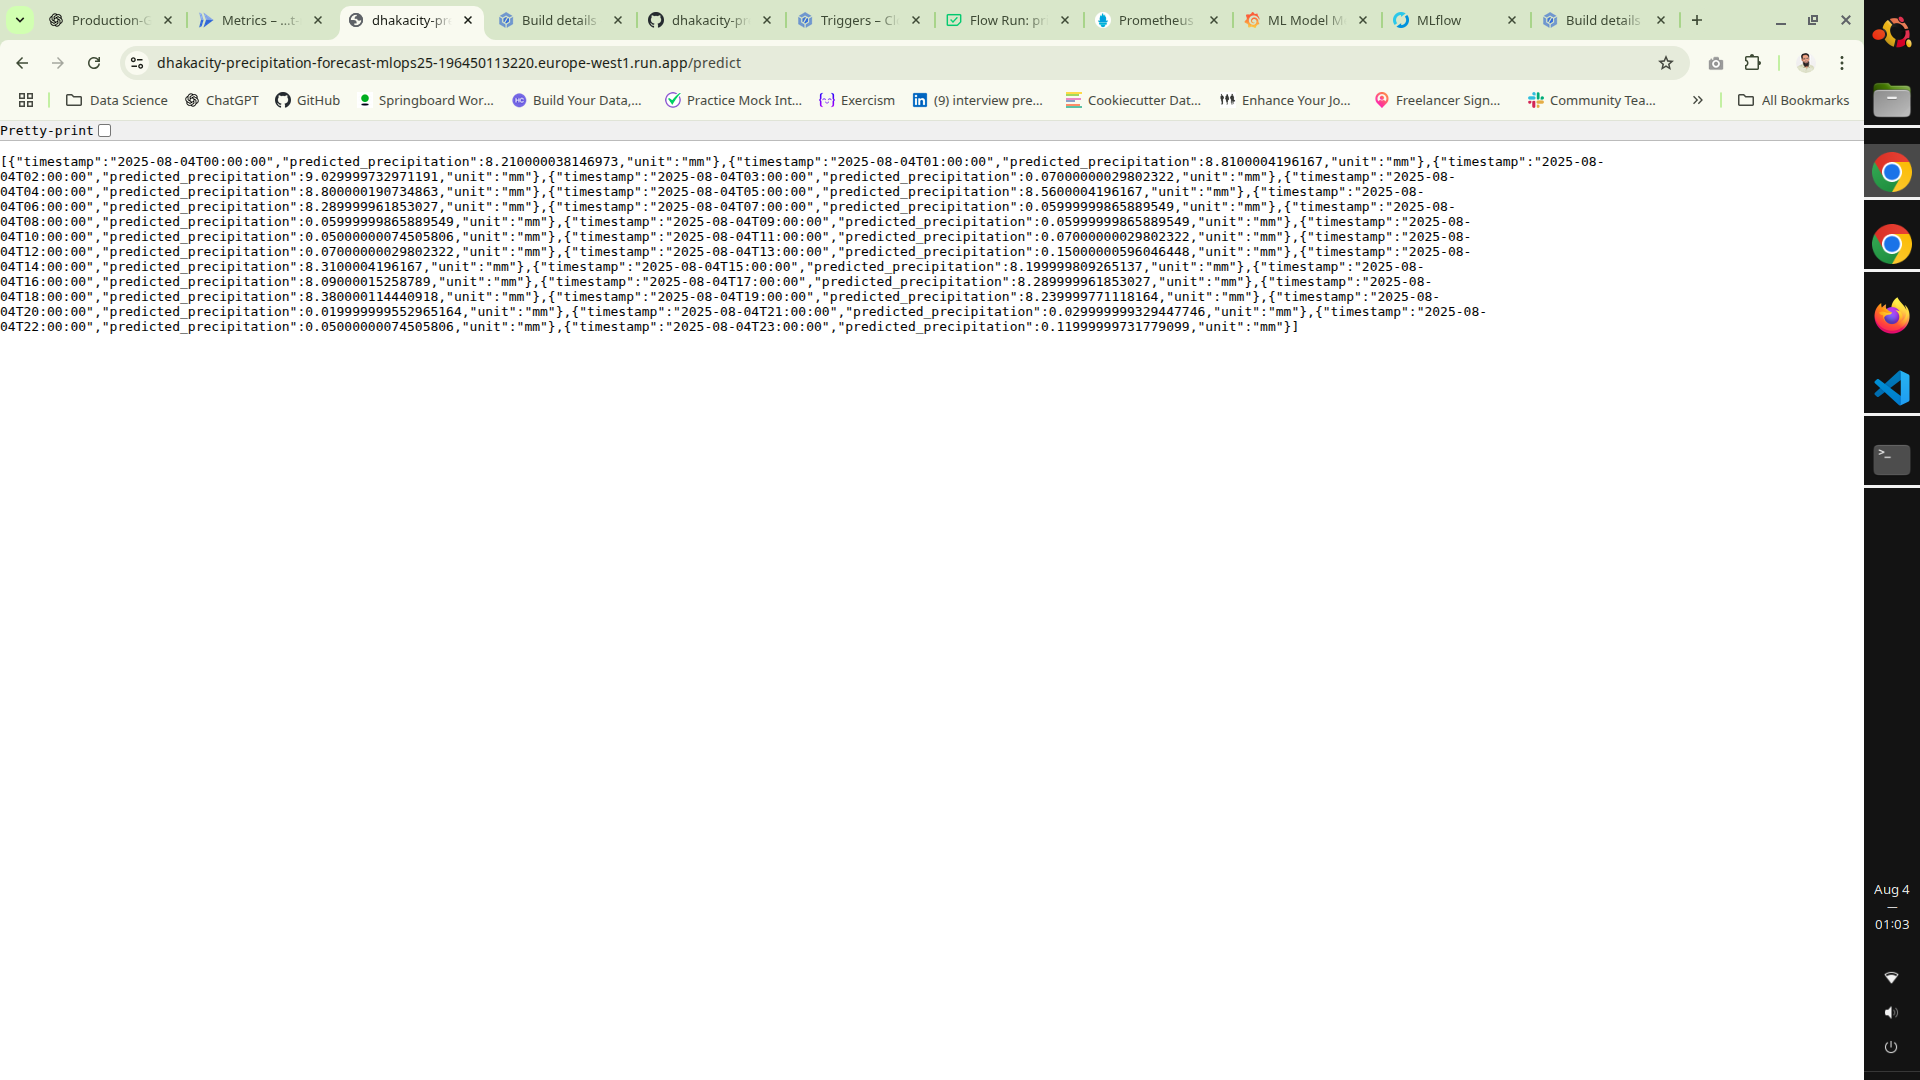 Production-G
Metrics – ...t-
dhakacity-pr
Build details
dhakacity-pr
Triggers – Cl
Flow Run: pr
Prometheus
ML Model M
MLflow
Build details
dhakacity-precipitation-forecast-mlops25-196450113220.europe-west1.run.app/predict
Data Science
ChatGPT
GitHub
Springboard Wor...
Build Your Data,...
Practice Mock Int...
Exercism
(9) interview pre...
Cookiecutter Dat...
Enhance Your Jo...
Freelancer Sign...
Community Tea...
All Bookmarks
Pretty-print
[{"timestamp":"2025-08-04T00:00:00","predicted_precipitation":8.210000038146973,"unit":"mm"},{"timestamp":"2025-08-04T01:00:00","predicted_precipitation":8.8100004196167,"unit":"mm"},{"timestamp":"2025-08-
04T02:00:00","predicted_precipitation":9.029999732971191,"unit":"mm"},{"timestamp":"2025-08-04T03:00:00","predicted_precipitation":0.07000000029802322,"unit":"mm"},{"timestamp":"2025-08-
04T04:00:00","predicted_precipitation":8.800000190734863,"unit":"mm"},{"timestamp":"2025-08-04T05:00:00","predicted_precipitation":8.5600004196167,"unit":"mm"},{"timestamp":"2025-08-
04T06:00:00","predicted_precipitation":8.289999961853027,"unit":"mm"},{"timestamp":"2025-08-04T07:00:00","predicted_precipitation":0.05999999865889549,"unit":"mm"},{"timestamp":"2025-08-
04T08:00:00","predicted_precipitation":0.05999999865889549,"unit":"mm"},{"timestamp":"2025-08-04T09:00:00","predicted_precipitation":0.05999999865889549,"unit":"mm"},{"timestamp":"2025-08-
04T10:00:00","predicted_precipitation":0.05000000074505806,"unit":"mm"},{"timestamp":"2025-08-04T11:00:00","predicted_precipitation":0.07000000029802322,"unit":"mm"},{"timestamp":"2025-08-
04T12:00:00","predicted_precipitation":0.07000000029802322,"unit":"mm"},{"timestamp":"2025-08-04T13:00:00","predicted_precipitation":0.15000000596046448,"unit":"mm"},{"timestamp":"2025-08-
04T14:00:00","predicted_precipitation":8.3100004196167,"unit":"mm"},{"timestamp":"2025-08-04T15:00:00","predicted_precipitation":8.199999809265137,"unit":"mm"},{"timestamp":"2025-08-
04T16:00:00","predicted_precipitation":8.09000015258789,"unit":"mm"},{"timestamp":"2025-08-04T17:00:00","predicted_precipitation":8.289999961853027,"unit":"mm"},{"timestamp":"2025-08-
04T18:00:00","predicted_precipitation":8.380000114440918,"unit":"mm"},{"timestamp":"2025-08-04T19:00:00","predicted_precipitation":8.239999771118164,"unit":"mm"},{"timestamp":"2025-08-
04T20:00:00","predicted_precipitation":0.019999999552965164,"unit":"mm"},{"timestamp":"2025-08-04T21:00:00","predicted_precipitation":0.029999999329447746,"unit":"mm"},{"timestamp":"2025-08-
04T22:00:00","predicted_precipitation":0.05000000074505806,"unit":"mm"},{"timestamp":"2025-08-04T23:00:00","predicted_precipitation":0.11999999731779099,"unit":"mm"}]
Aug 4
—
01:03